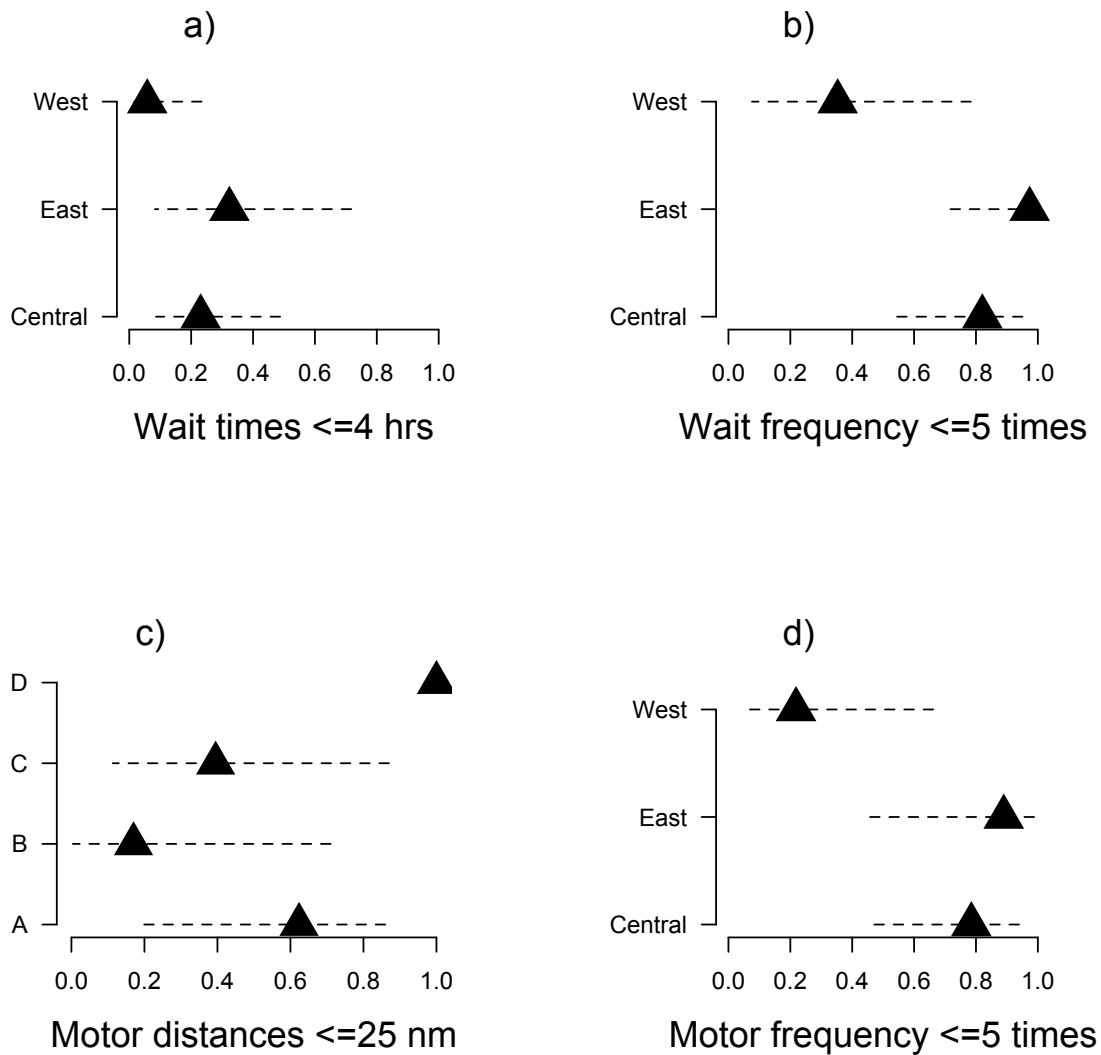 a)
West
East
Central
0.0 0.2 0.4 0.6 0.8 1.0
Wait times <=4 hrs
b)
West
East
Central
0.0 0.2 0.4 0.6 0.8 1.0
Wait frequency <=5 times
c)
D
C
B
A
0.0 0.2 0.4 0.6 0.8 1.0
Motor distances <=25 nm
d)
West
East
Central
0.0 0.2 0.4 0.6 0.8 1.0
Motor frequency <=5 times